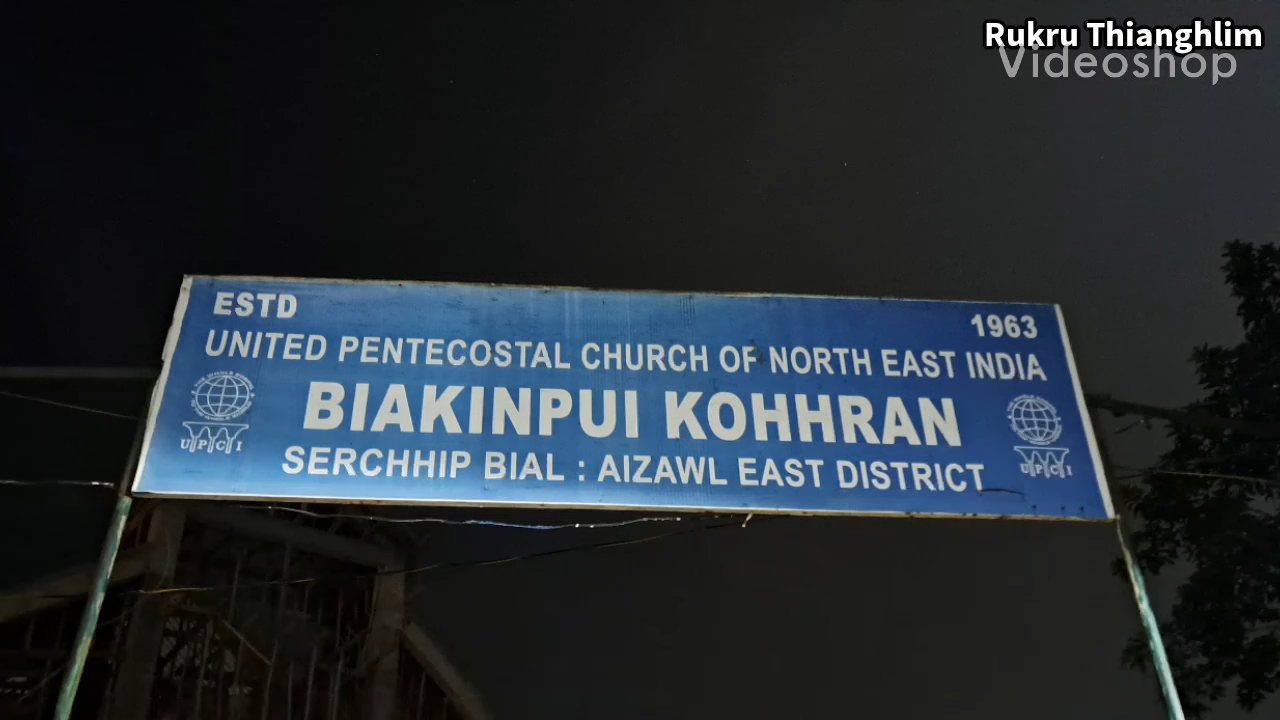 Rukru Thianghlim
Videoshop
ESTD 1963
UNITED PENTECOSTAL CHURCH OF NORTH EAST INDIA
BIAKINPUI KOHHRAN
SERCHHIP BIAL : AIZAWL EAST DISTRICT
UPCI
UPCI